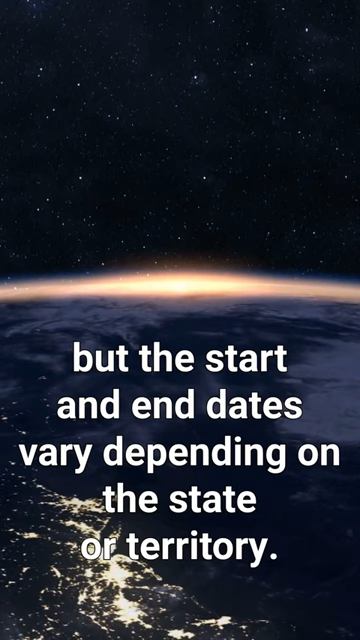 but the start
and end dates
vary depending on
the state
or territory.